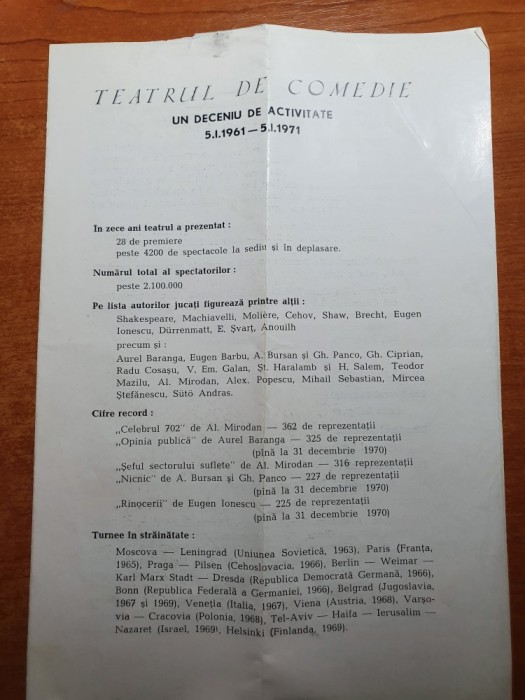 TEATRUL DE COMEDIE
UN DECENIU DE ACTIVITATE
5.I.1961 — 5.I.1971
In zece ani teatrul a prezentat :
28 de premiere
peste 4200 de spectacole la sediu și în deplasare.
Numărul total al spectatorilor :
peste 2.100.000
Pe lista autorilor jucați figurează printre alții :
Shakespeare, Machiavelli, Molière, Cehov, Shaw, Brecht, Eugen
Ionescu, Dürrenmatt, E. Șvarț, Anouilh
precum și :
Aurel Baranga, Eugen Barbu, A. Bursan și Gh. Panco, Gh. Ciprian,
Radu Cosașu, V. Em. Galan, Șt. Haralamb și H. Salem, Teodor
Mazilu, Al. Mirodan, Alex. Popescu, Mihail Sebastian, Mircea
Ștefănescu, Sütö Andras.
Cifre record :
„Celebrul 702" de Al. Mirodan — 362 de reprezentații
„Opinia publică" de Aurel Baranga — 325 de reprezentații
(pînă la 31 decembrie 1970)
„Șeful sectorului suflete" de Al. Mirodan — 316 reprezentații
„Nicnic" de A. Bursan și Gh. Panco — 227 de reprezentații
(pînă la 31 decembrie 1970)
„Rinocerii" de Eugen Ionescu — 225 de reprezentații
(pînă la 31 decembrie 1970)
Turnee în străinătate :
Moscova — Leningrad (Uniunea Sovietică, 1963), Paris (Franța,
1965), Praga — Pilsen (Cehoslovacia, 1966), Berlin — Weimar —
Karl Marx Stadt — Dresda (Republica Democrată Germană, 1966),
Bonn (Republica Federală a Germaniei, 1966), Belgrad (Jugoslavia,
1967 și 1969), Veneția (Italia, 1967), Viena (Austria, 1968), Varșo-
via — Cracovia (Polonia, 1968), Tel-Aviv — Haifa — Ierusalim —
Nazaret (Israel, 1969), Helsinki (Finlanda, 1969).